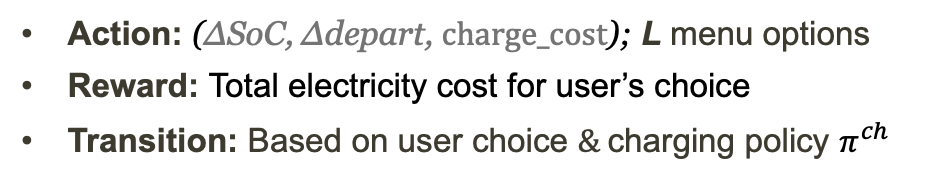 • Action: (ΔSoC, Δdepart, charge_cost); L menu options
• Reward: Total electricity cost for user's choice
• Transition: Based on user choice & charging policy π^{ch}